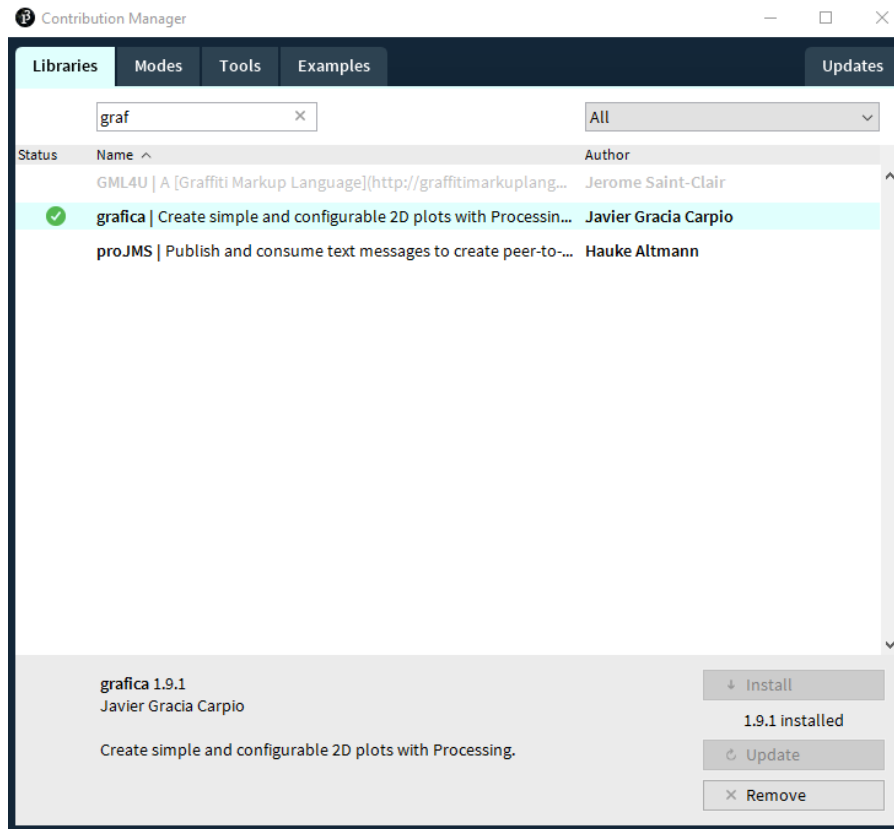 Contribution Manager
Libraries Modes Tools Examples Updates
graf All
Status Name Author
GML4U | A [Graffiti Markup Language](http://graffitimarkuplang... Jerome Saint-Clair
grafica | Create simple and configurable 2D plots with Processin... Javier Gracia Carpio
proJMS | Publish and consume text messages to create peer-to-... Hauke Altmann
grafica 1.9.1
Javier Gracia Carpio
Create simple and configurable 2D plots with Processing.
Install
1.9.1 installed
Update
Remove